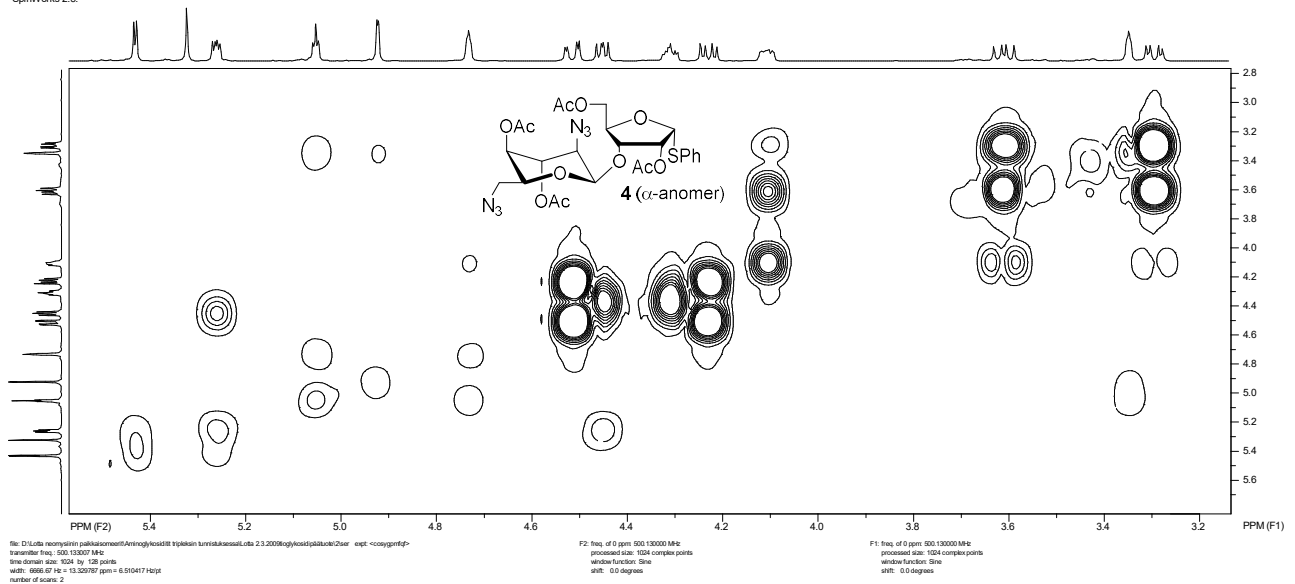 AcO
O
OAc
N3
O
SPh
AcO
O
N3
OAc
4 (α-anomer)
2.8
3.0
3.2
3.4
3.6
3.8
4.0
4.2
4.4
4.6
4.8
5.0
5.2
5.4
5.6
PPM (F2) 5.4 5.2 5.0 4.8 4.6 4.4 4.2 4.0 3.8 3.6 3.4 3.2 PPM (F1)
transmitter freq.: 500.133007 MHz
time domain size: 1024 by 128 points
width: 6666.67 Hz = 13.329787 ppm = 6.510417 Hz/pt
number of scans: 2
F2: freq. of 0 ppm: 500.130000 MHz
processed size: 1024 complex points
window function: Sine
shift: 0.0 degrees
F1: freq. of 0 ppm: 500.130000 MHz
processed size: 1024 complex points
window function: Sine
shift: 0.0 degrees